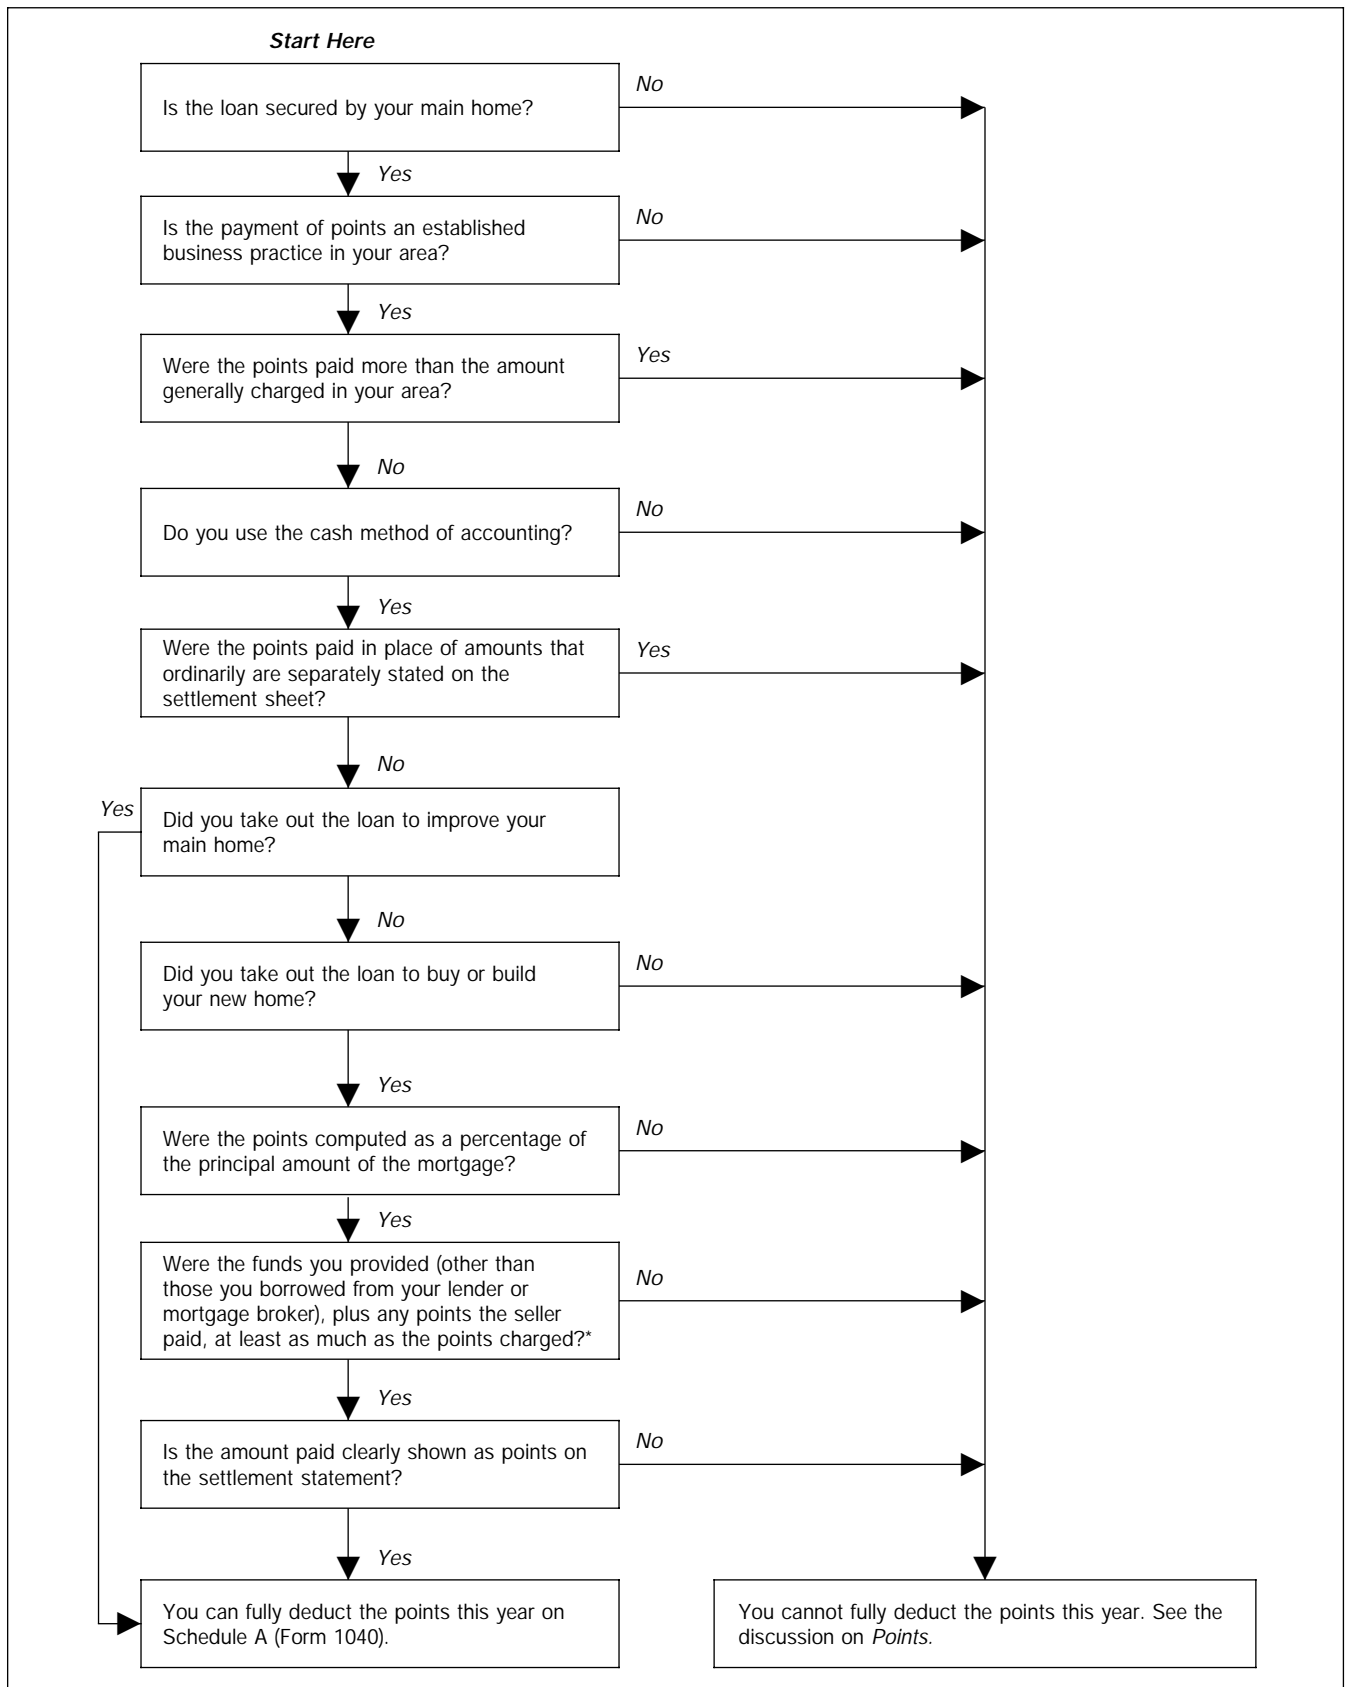 Start Here
Is the loan secured by your main home?
No
Yes
Is the payment of points an established
business practice in your area?
No
Yes
Were the points paid more than the amount
generally charged in your area?
Yes
No
Do you use the cash method of accounting?
No
Yes
Were the points paid in place of amounts that
ordinarily are separately stated on the
settlement sheet?
Yes
No
Yes
Did you take out the loan to improve your
main home?
No
Did you take out the loan to buy or build
your new home?
No
Yes
Were the points computed as a percentage of
the principal amount of the mortgage?
No
Yes
Were the funds you provided (other than
those you borrowed from your lender or
mortgage broker), plus any points the seller
paid, at least as much as the points charged?*
No
Yes
Is the amount paid clearly shown as points on
the settlement statement?
No
Yes
You can fully deduct the points this year on
Schedule A (Form 1040).
You cannot fully deduct the points this year. See the
discussion on Points.